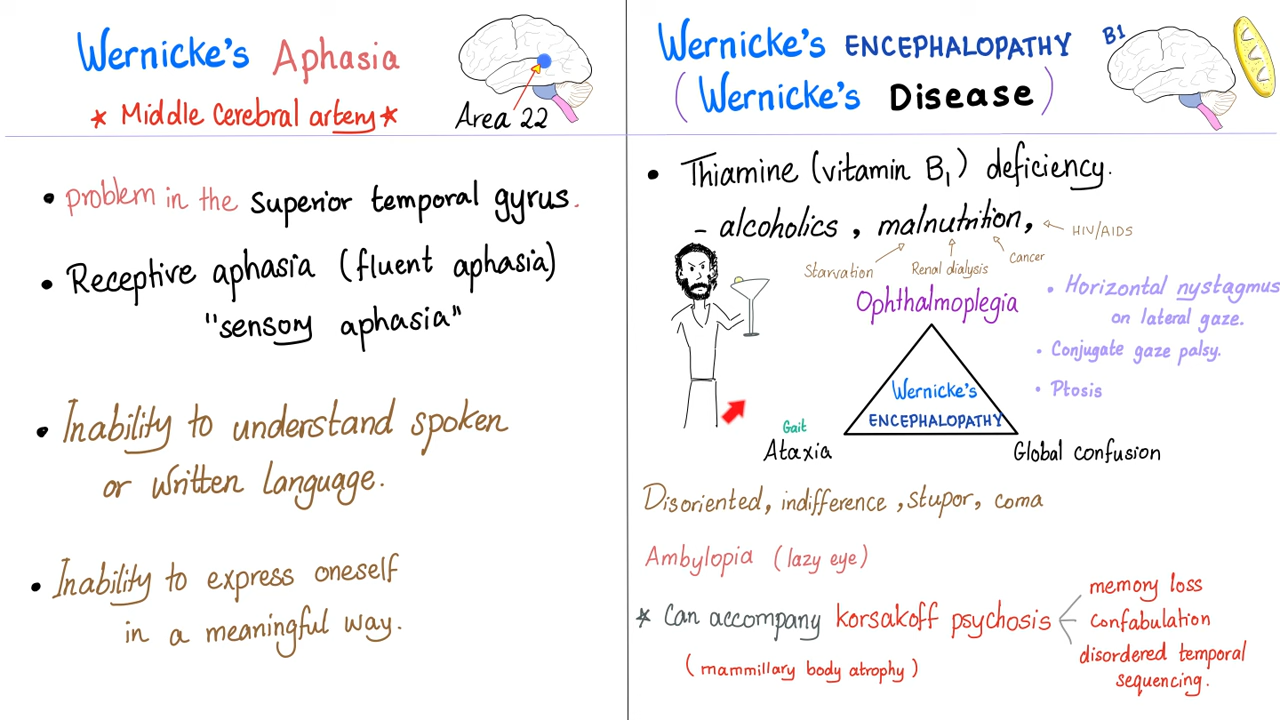 Wernicke's Aphasia
★ Middle Cerebral artery ★
Area 22
• problem in the Superior temporal gyrus.
• Receptive aphasia (fluent aphasia)
"sensory aphasia"
• Inability to understand spoken
or written language.
• Inability to express oneself
in a meaningful way.
Wernicke's ENCEPHALOPATHY
(Wernicke's Disease)
B1
• Thiamine (vitamin B1) deficiency.
- alcoholics, malnutrition,
HIV/AIDS
Starvation
Renal dialysis
Cancer
Ophthalmoplegia
• Horizontal nystagmus
on lateral gaze.
• Conjugate gaze palsy.
• Ptosis
Wernicke's
ENCEPHALOPATHY
Gait
Ataxia
Global confusion
Disoriented, indifference, stupor, coma
Ambylopia (lazy eye)
★ Can accompany korsakoff psychosis
(mammillary body atrophy)
memory loss
Confabulation
disordered temporal
sequencing.